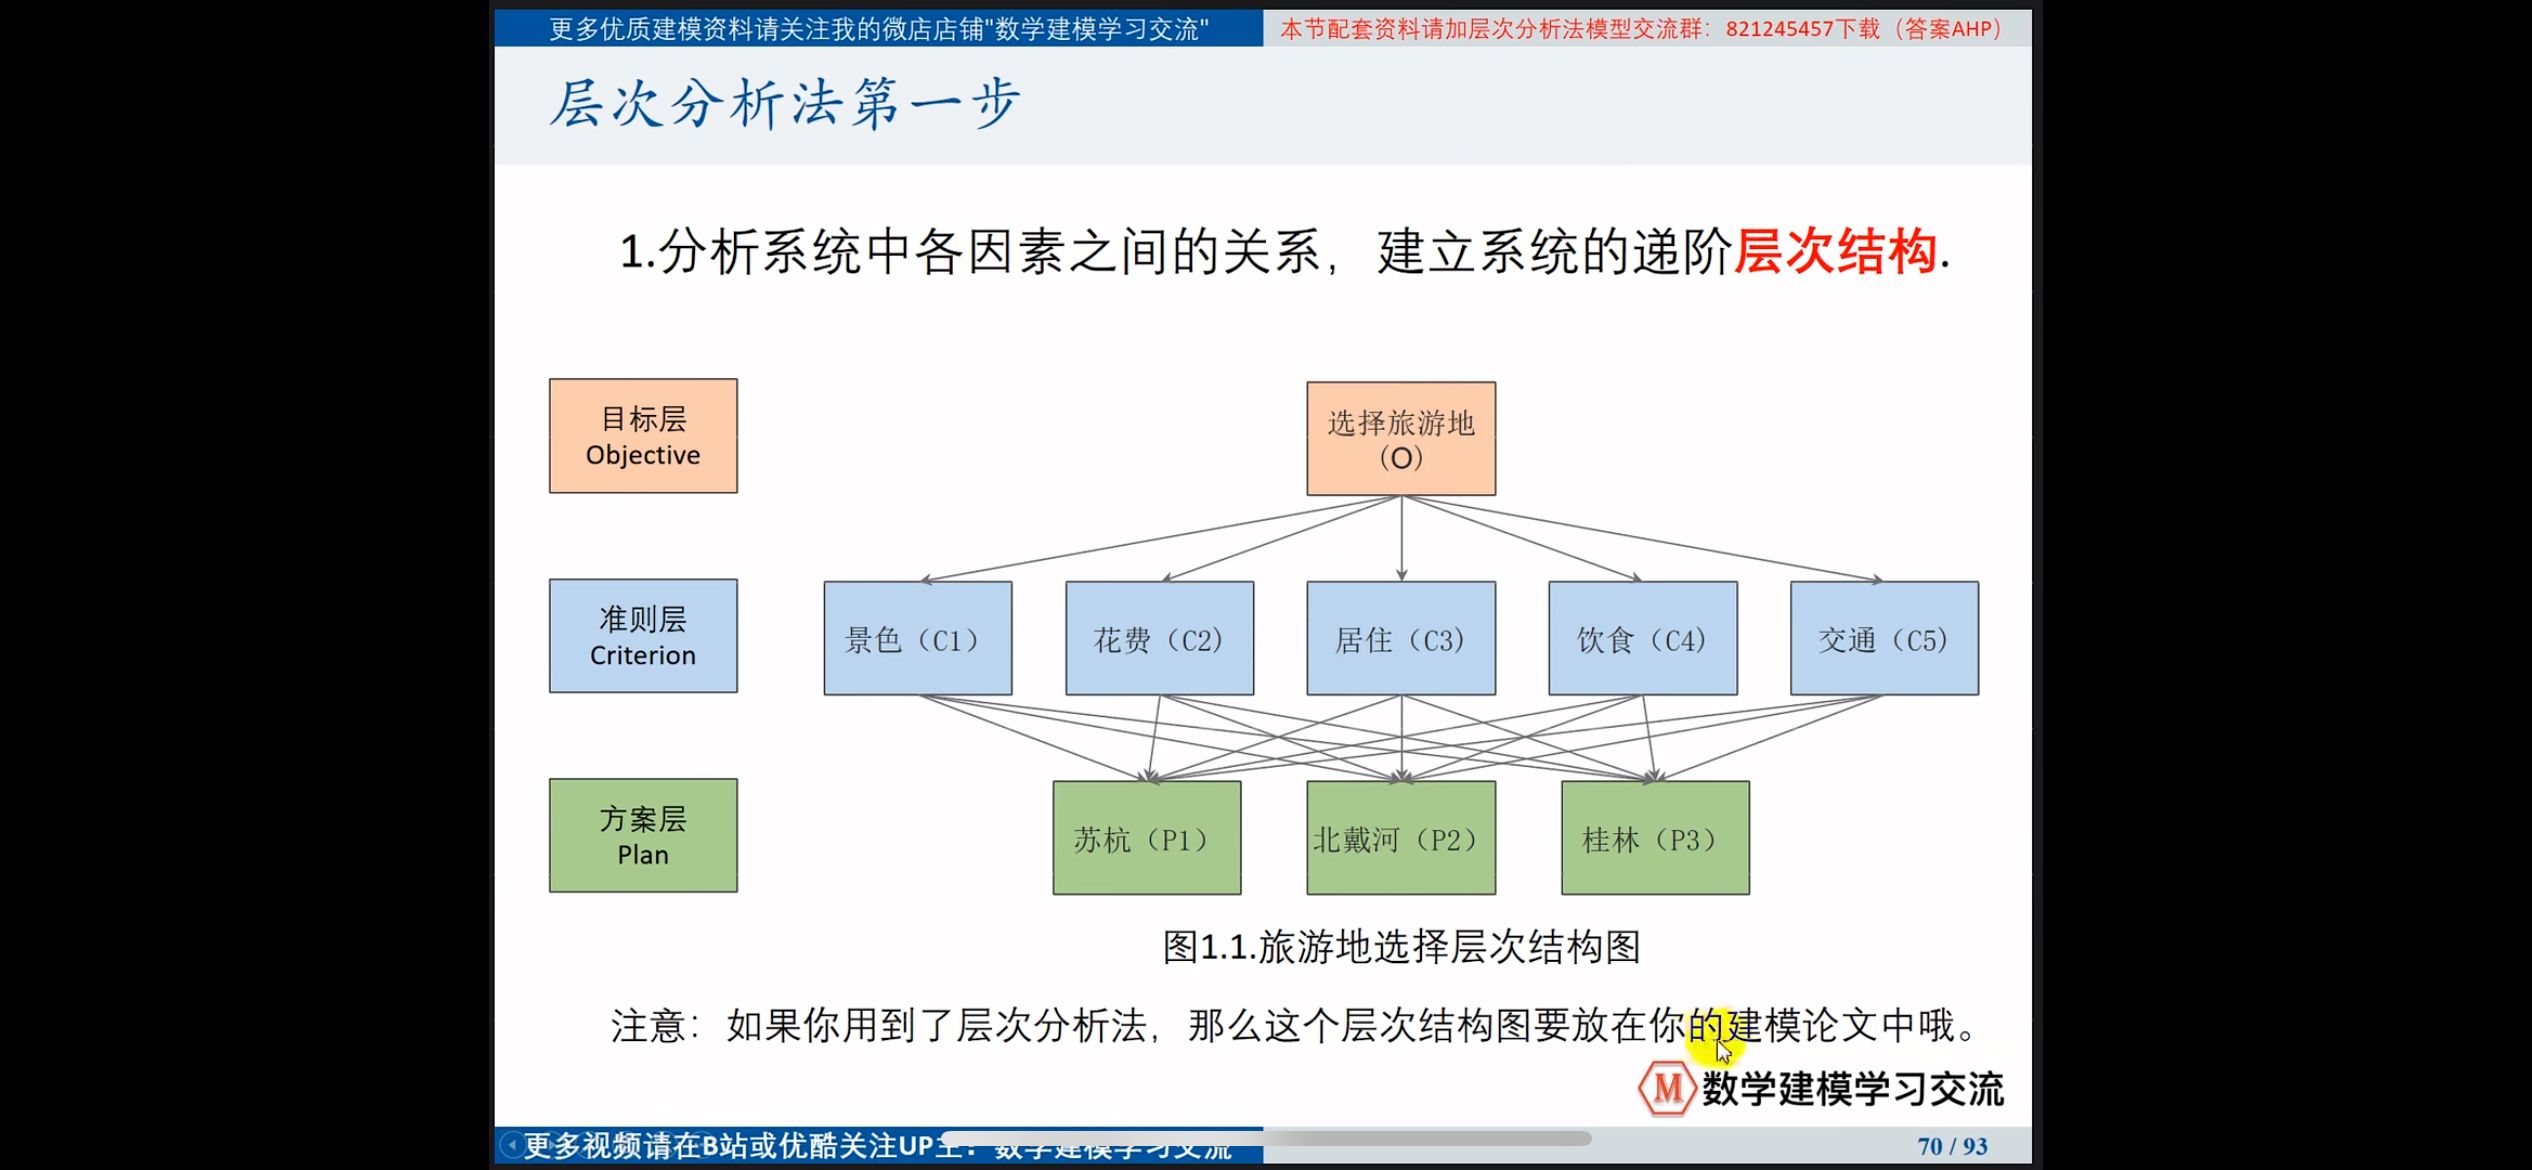 更多优质建模资料请关注我的微店店铺"数学建模学习交流"
本节配套资料请加层次分析法模型交流群：821245457下载（答案AHP）
层次分析法第一步
1.分析系统中各因素之间的关系，建立系统的递阶层次结构.
目标层
Objective
选择旅游地
（O）
准则层
Criterion
景色（C1）
花费（C2）
居住（C3）
饮食（C4）
交通（C5）
方案层
Plan
苏杭（P1）
北戴河（P2）
桂林（P3）
图1.1.旅游地选择层次结构图
注意：如果你用到了层次分析法，那么这个层次结构图要放在你的建模论文中哦。
M 数学建模学习交流
更多视频请在B站或优酷关注UP主：数学建模学习交流
70 / 93